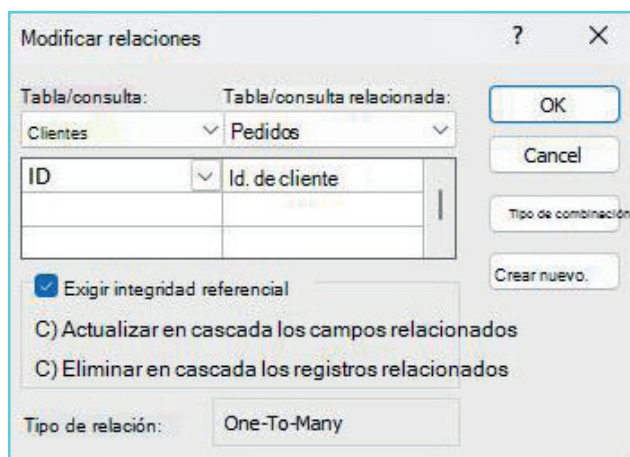 Modificar relaciones ?
Tabla/consulta: Tabla/consulta relacionada:
Clientes Pedidos
ID Id. de cliente
OK
Cancel
Tipo de combinación
Crear nuevo.
Exigir integridad referencial
C) Actualizar en cascada los campos relacionados
C) Eliminar en cascada los registros relacionados
Tipo de relación: One-To-Many